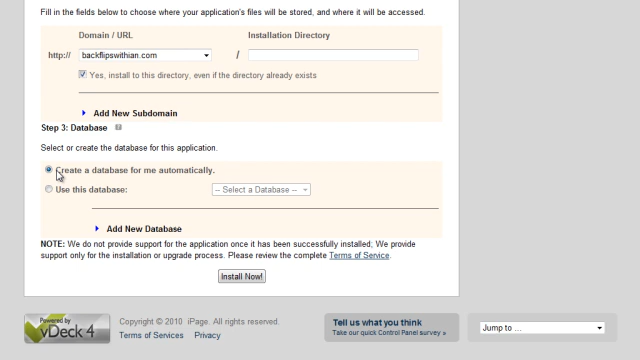 Fill in the fields below to choose where your application's files will be stored, and where it will be accessed.
Domain / URL Installation Directory
http:// backflipswithian.com /
Yes, install to this directory, even if the directory already exists
Add New Subdomain
Step 3: Database
Select or create the database for this application.
Create a database for me automatically.
Use this database: -- Select a Database --
Add New Database
NOTE: We do not provide support for the application once it has been successfully installed; We provide
support only for the installation or upgrade process. Please review the complete Terms of Service.
Install Now!
Powered by
vDeck 4
Copyright © 2010 iPage. All rights reserved.
Terms of Services Privacy
Tell us what you think
Take our quick Control Panel survey »
Jump to ...